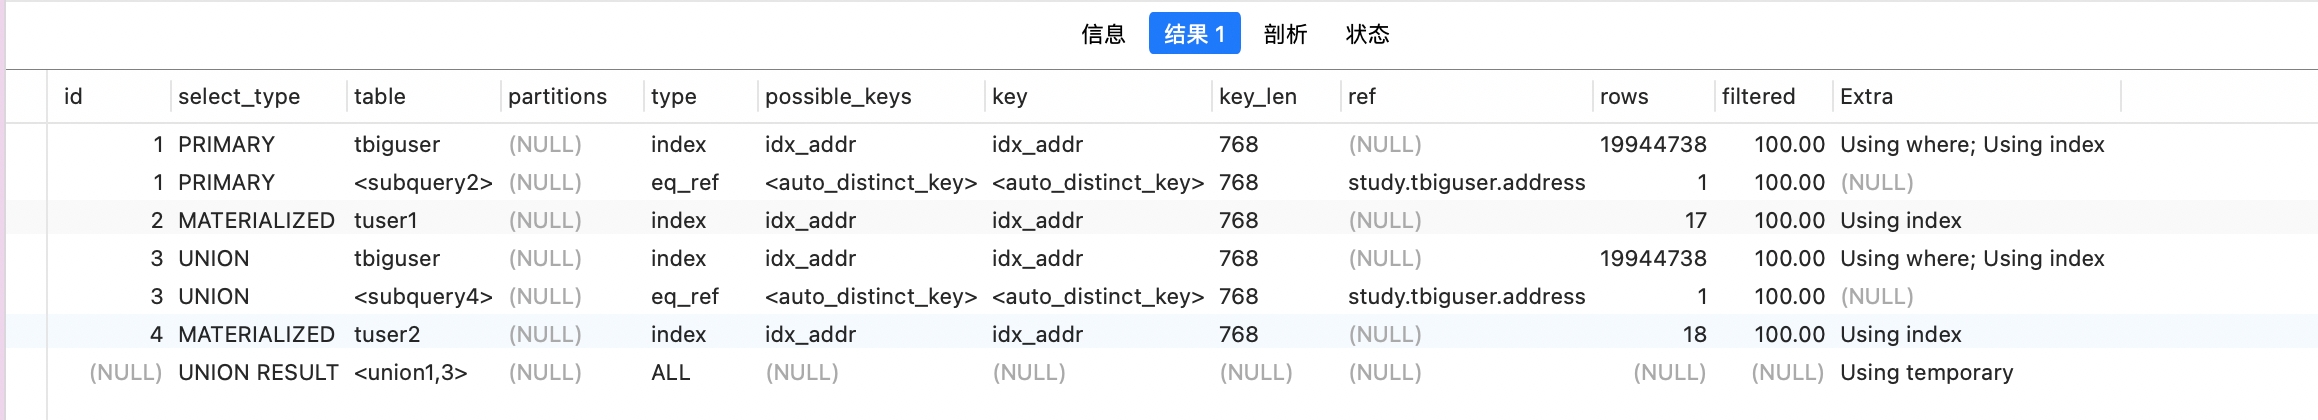 信息 结果 1 剖析 状态
id select_type table partitions type possible_keys key key_len ref rows filtered Extra
1 PRIMARY tbiguser (NULL) index idx_addr idx_addr 768 (NULL) 19944738 100.00 Using where; Using index
1 PRIMARY <subquery2> (NULL) eq_ref <auto_distinct_key> <auto_distinct_key> 768 study.tbiguser.address 1 100.00 (NULL)
2 MATERIALIZED tuser1 (NULL) index idx_addr idx_addr 768 (NULL) 17 100.00 Using index
3 UNION tbiguser (NULL) index idx_addr idx_addr 768 (NULL) 19944738 100.00 Using where; Using index
3 UNION <subquery4> (NULL) eq_ref <auto_distinct_key> <auto_distinct_key> 768 study.tbiguser.address 1 100.00 (NULL)
4 MATERIALIZED tuser2 (NULL) index idx_addr idx_addr 768 (NULL) 18 100.00 Using index
(NULL) UNION RESULT <union1,3> (NULL) ALL (NULL) (NULL) (NULL) (NULL) (NULL) (NULL) Using temporary